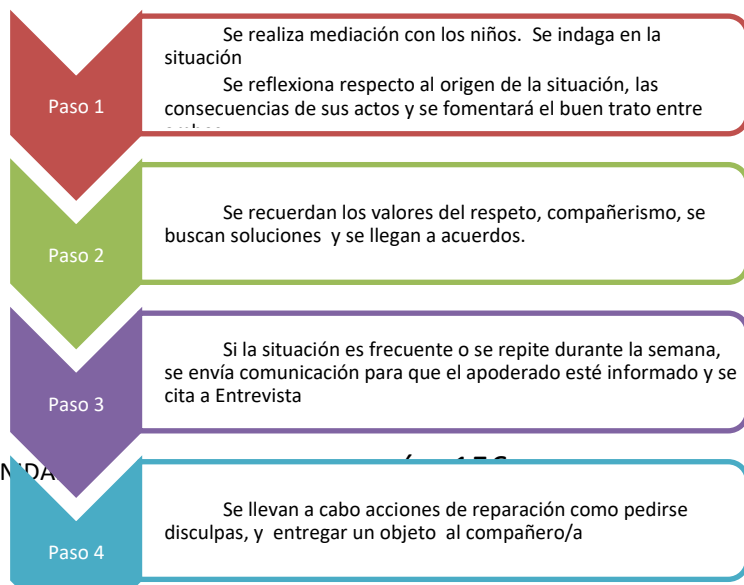 Paso 1
Se realiza mediación con los niños.  Se indaga en la
situación
Se reflexiona respecto al origen de la situación, las
consecuencias de sus actos y se fomentará el buen trato entre
Paso 2
Se recuerdan los valores del respeto, compañerismo, se
buscan soluciones  y se llegan a acuerdos.
Paso 3
Si la situación es frecuente o se repite durante la semana,
se envía comunicación para que el apoderado esté informado y se
cita a Entrevista
Paso 4
Se llevan a cabo acciones de reparación como pedirse
disculpas, y  entregar un objeto  al compañero/a